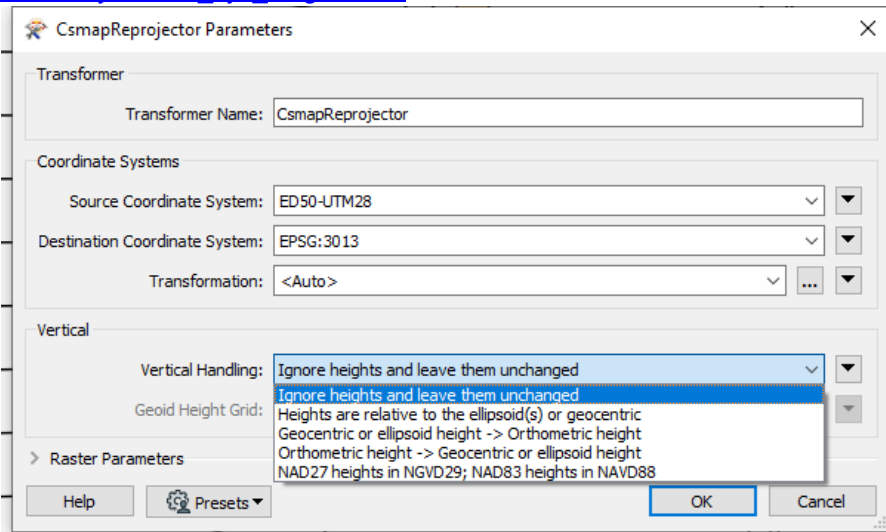 CsmapReprojector Parameters
Transformer
Transformer Name: CsmapReprojector
Coordinate Systems
Source Coordinate System: ED50-UTM28
Destination Coordinate System: EPSG:3013
Transformation: <Auto> ...
Vertical
Vertical Handling: Ignore heights and leave them unchanged
Ignore heights and leave them unchanged
Geoid Height Grid:
Heights are relative to the ellipsoid(s) or geocentric
Geocentric or ellipsoid height -> Orthometric height
Orthometric height -> Geocentric or ellipsoid height
Raster Parameters
NAD27 heights in NGVD29; NAD83 heights in NAVD88
Help Presets OK Cancel